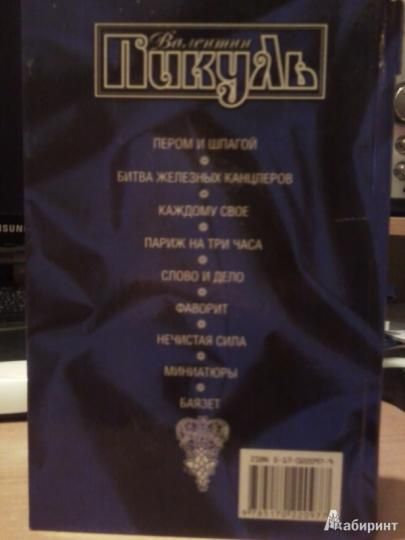 Валентин
Пикуль
ПЕРОМ И ШПАГОЙ
БИТВА ЖЕЛЕЗНЫХ КАНЦЛЕРОВ
КАЖДОМУ СВОЕ
ПАРИЖ НА ТРИ ЧАСА
СЛОВО И ДЕЛО
ФАВОРИТ
НЕЧИСТАЯ СИЛА
МИНИАТЮРЫ
БАЯЗЕТ
SAMSUNG
Лабиринт